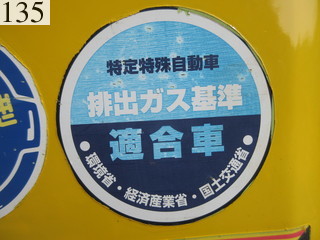 135
特定特殊自動車
排出ガス基準
適合車
・環境省・経済産業省・国土交通省・
型